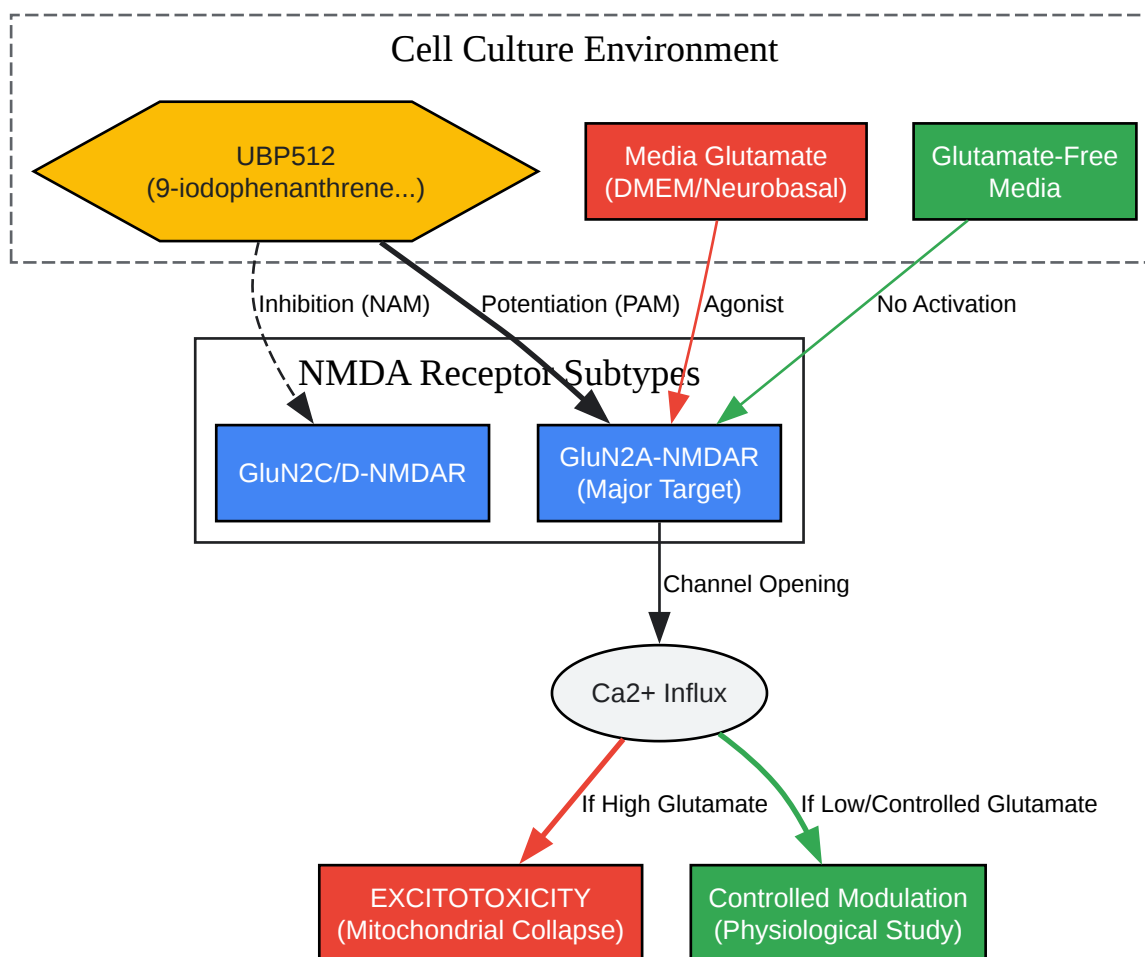 Cell Culture Environment
UBP512
(9-iodophenanthrene...)
Media Glutamate
(DMEM/Neurobasal)
Glutamate-Free
Media
Inhibition (NAM)
Potentiation (PAM)
Agonist
No Activation
NMDA Receptor Subtypes
GluN2C/D-NMDAR
GluN2A-NMDAR
(Major Target)
Channel Opening
Ca2+ Influx
If High Glutamate
If Low/Controlled Glutamate
EXCITOTOXICITY
(Mitochondrial Collapse)
Controlled Modulation
(Physiological Study)